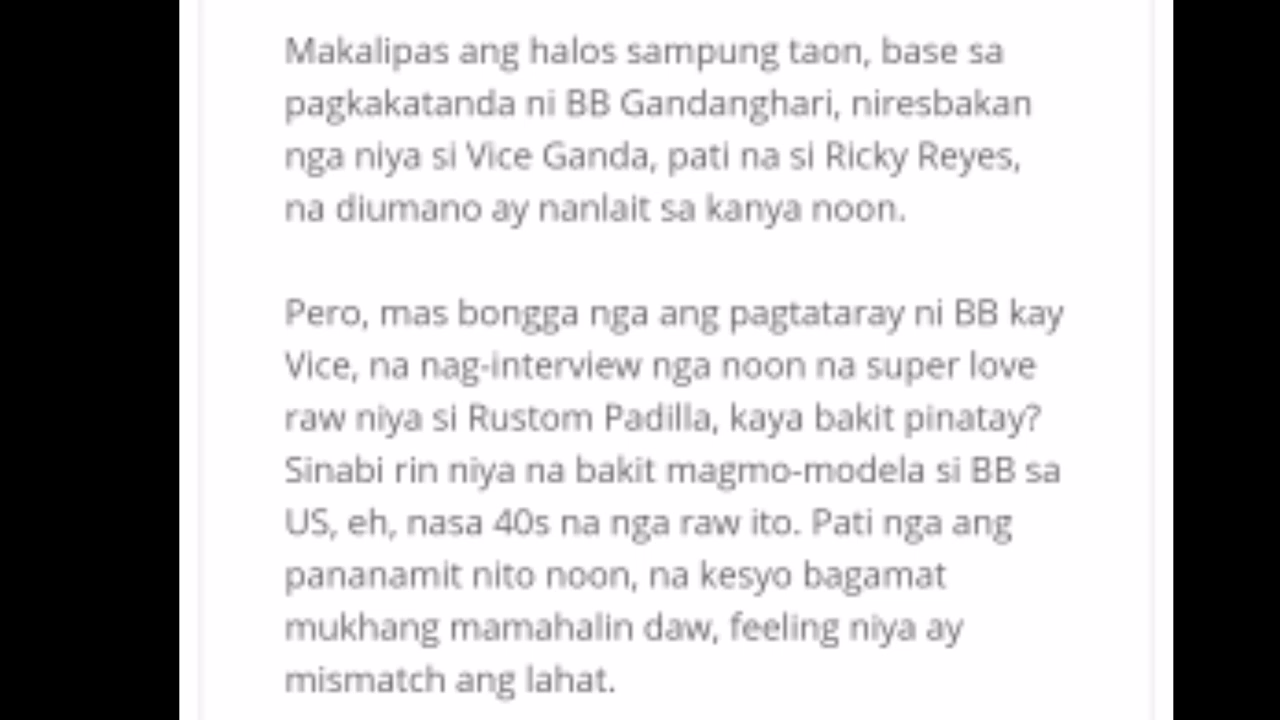 Makalipas ang halos sampung taon, base sa
pagkakatanda ni BB Gandanghari, niresbakan
nga niya si Vice Ganda, pati na si Ricky Reyes,
na diumano ay nanlait sa kanya noon.
Pero, mas bongga nga ang pagtataray ni BB kay
Vice, na nag-interview nga noon na super love
raw niya si Rustom Padilla, kaya bakit pinatay?
Sinabi rin niya na bakit magmo-modela si BB sa
US, eh, nasa 40s na nga raw ito. Pati nga ang
pananamit nito noon, na kesyo bagamat
mukhang mamahalin daw, feeling niya ay
mismatch ang lahat.